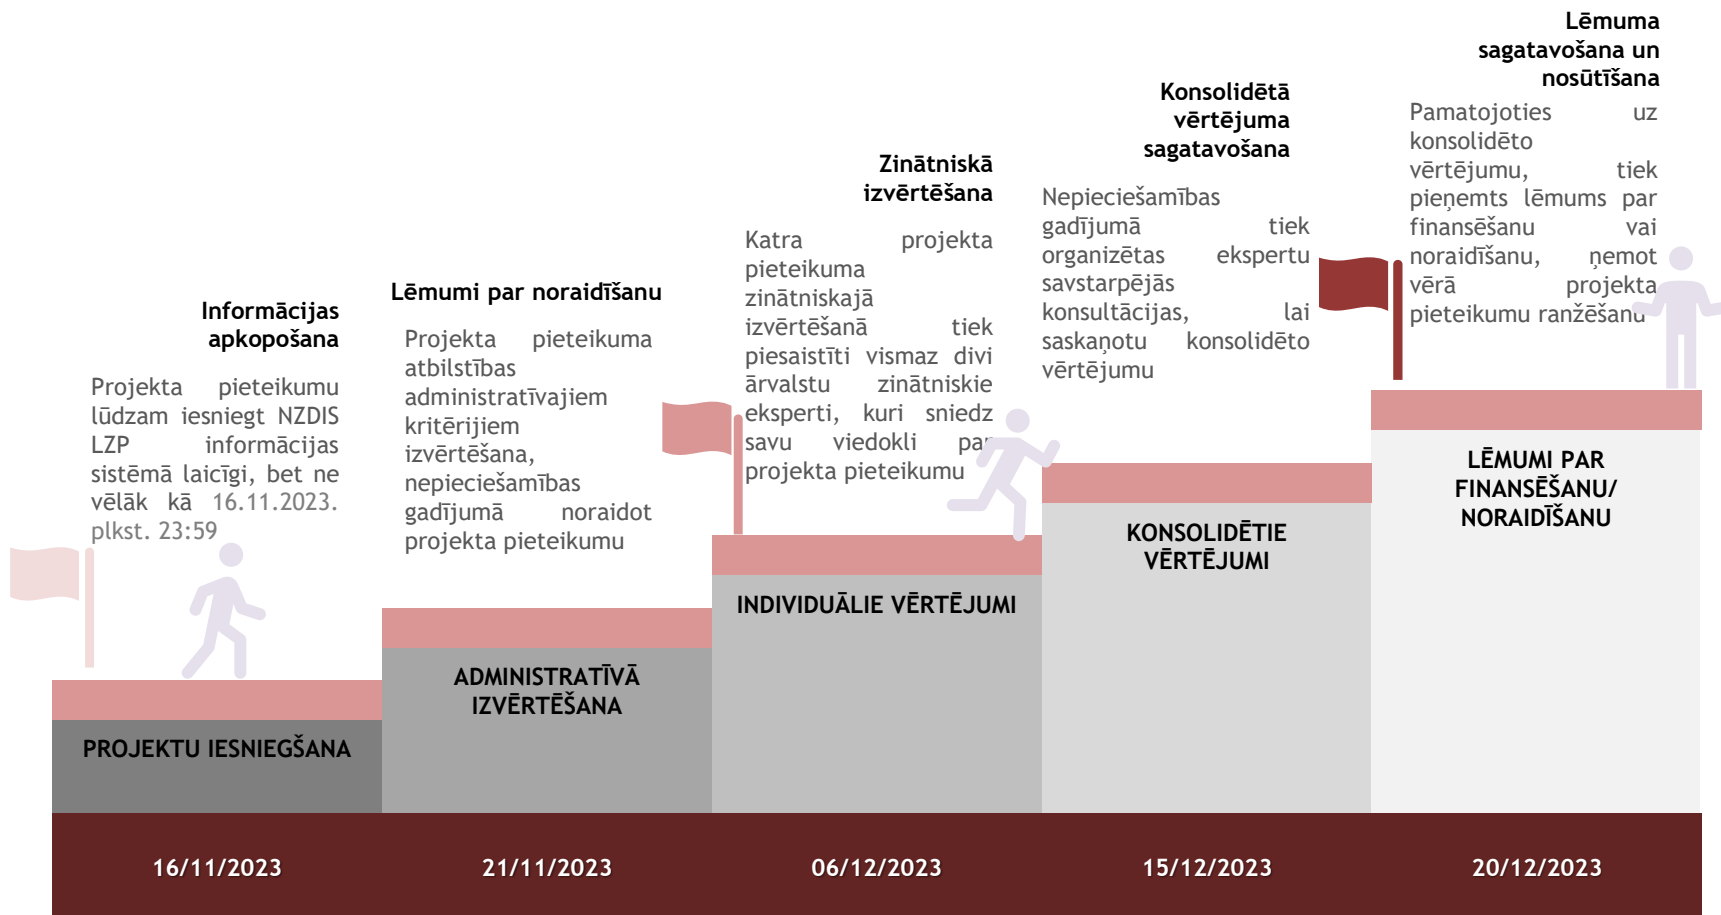 Informācijas
apkopošana
Projekta pieteikumu
lūdzam iesniegt NZDIS
LZP informācijas
sistēmā laicīgi, bet ne
vēlāk kā 16.11.2023.
plkst. 23:59
PROJEKTU IESNIEGŠANA
16/11/2023
Lēmumi par noraidīšanu
Projekta pieteikuma
atbilstības
administratīvajiem
kritērijiem
izvērtēšana,
nepieciešamības
gadījumā noraidot
projekta pieteikumu
ADMINISTRATĪVĀ
IZVĒRTĒŠANA
21/11/2023
Zinātniskā
izvērtēšana
Katra projekta
pieteikuma
zinātniskajā
izvērtēšanā tiek
piesaistīti vismaz divi
ārvalstu zinātniskie
eksperti, kuri sniedz
savu viedokli par
projekta pieteikumu
INDIVIDUĀLIE VĒRTĒJUMI
06/12/2023
Konsolidētā
vērtējuma
sagatavošana
Nepieciešamības
gadījumā tiek
organizētas ekspertu
savstarpējās
konsultācijas, lai
saskaņotu konsolidēto
vērtējumu
KONSOLIDĒTIE
VĒRTĒJUMI
15/12/2023
Lēmuma
sagatavošana un
nosūtīšana
Pamatojoties uz
konsolidēto
vērtējumu, tiek
pieņemts lēmums par
finansēšanu vai
noraidīšanu, ņemot
vērā projekta
pieteikumu ranžēšanu
LĒMUMI PAR
FINANSĒŠANU/
NORAIDĪŠANU
20/12/2023